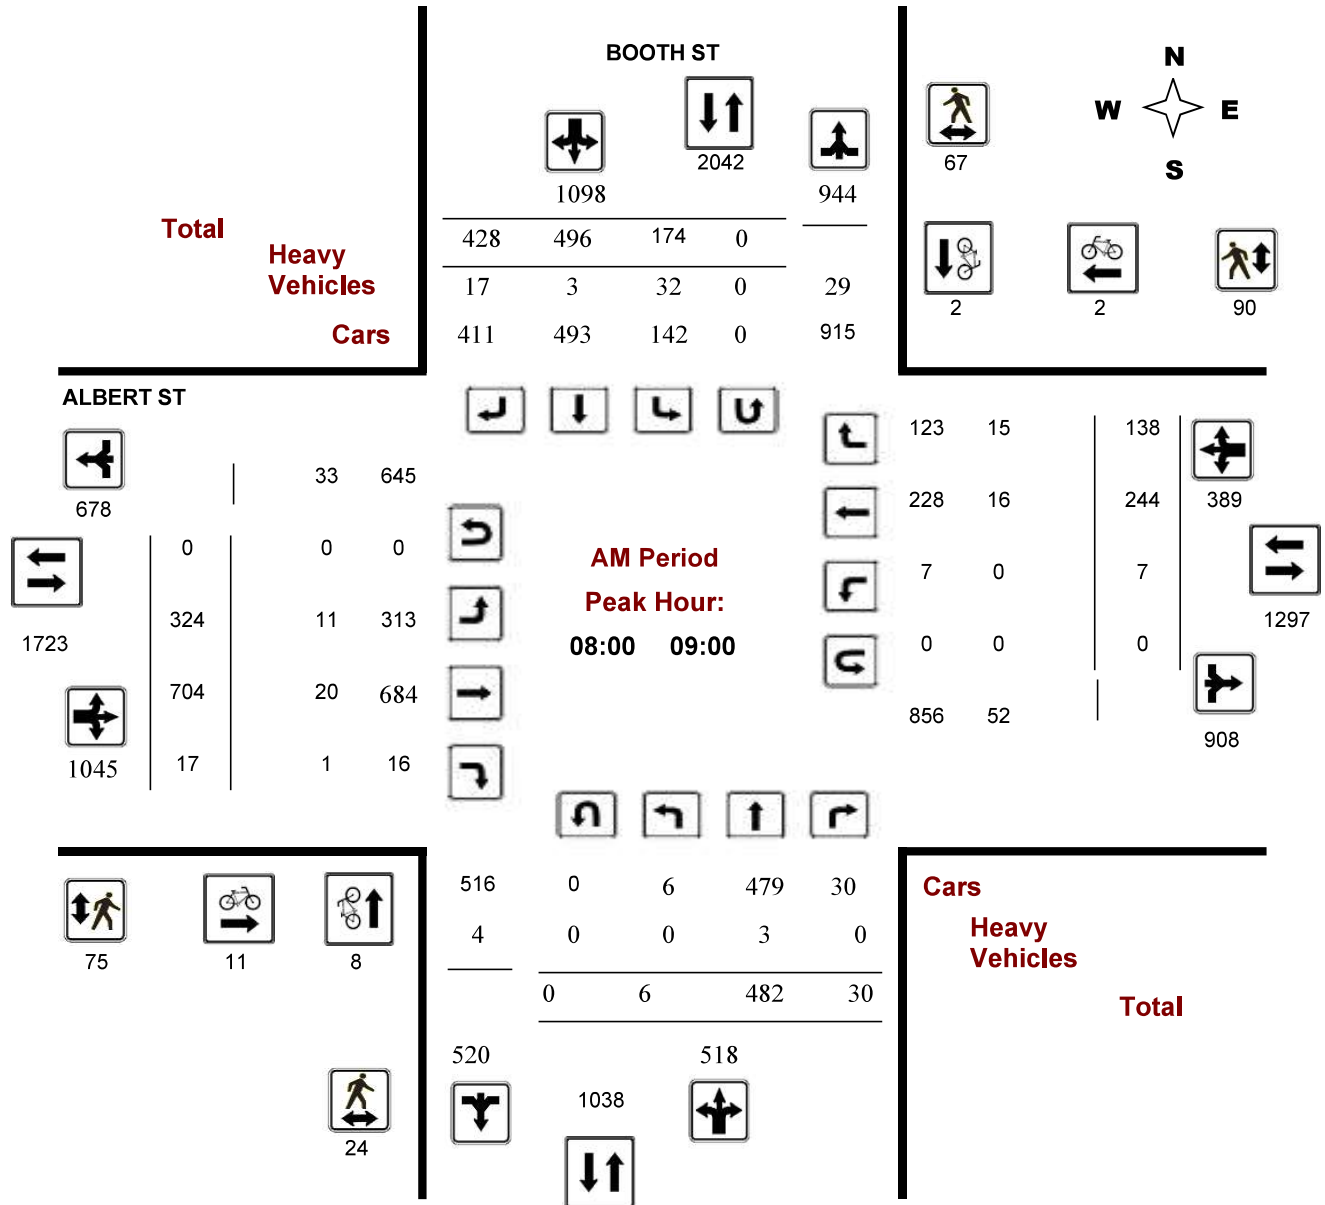 BOOTH ST
N
W E
S
2042
67
1098
944
Total
428 496 174 0
Heavy
Vehicles
17 3 32 0
29
2
2
90
Cars
411 493 142 0
915
ALBERT ST
123 15 138
33 645
678
228 16 244
389
0 0 0
AM Period
7 0 7
324 11 313
Peak Hour:
1297
1723
08:00 09:00
0 0 0
704 20 684
856 52
908
1045
17 1 16
516
0 6 479 30
Cars
4
0 0 3 0
Heavy
Vehicles
75
11
8
0 6 482 30
Total
520
518
1038
24